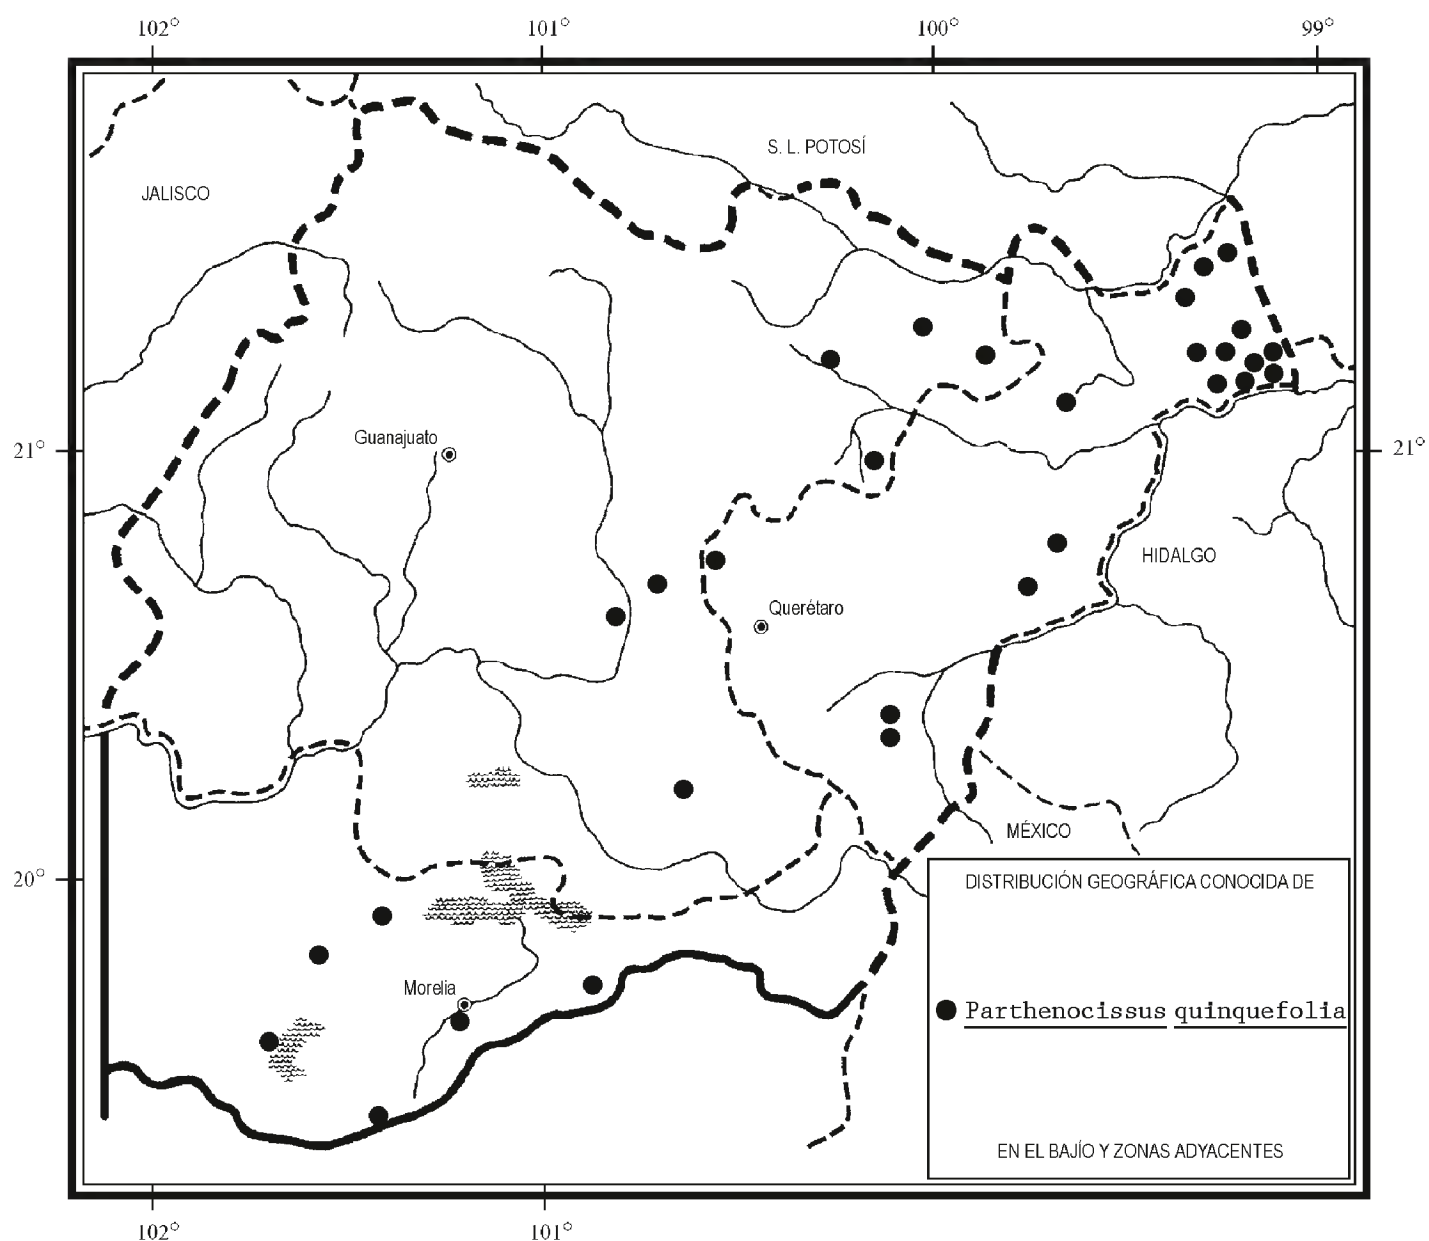 102° 101° 100° 99°
S. L. POTOSÍ
JALISCO
Guanajuato
21° 21°
HIDALGO
Querétaro
MÉXICO
20°
DISTRIBUCIÓN GEOGRÁFICA CONOCIDA DE
Morelia
Parthenocissus quinquefolia
EN EL BAJÍO Y ZONAS ADYACENTES
102° 101°